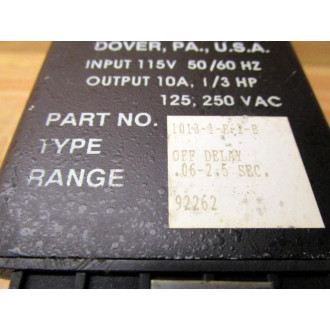 DOVER, PA., U.S.A.
INPUT 115V 50/60 HZ
OUTPUT 10A, 1/3 HP
125, 250 VAC
PART NO.
TYPE OFF DELAY
RANGE .06-2.5 SEC.
92262